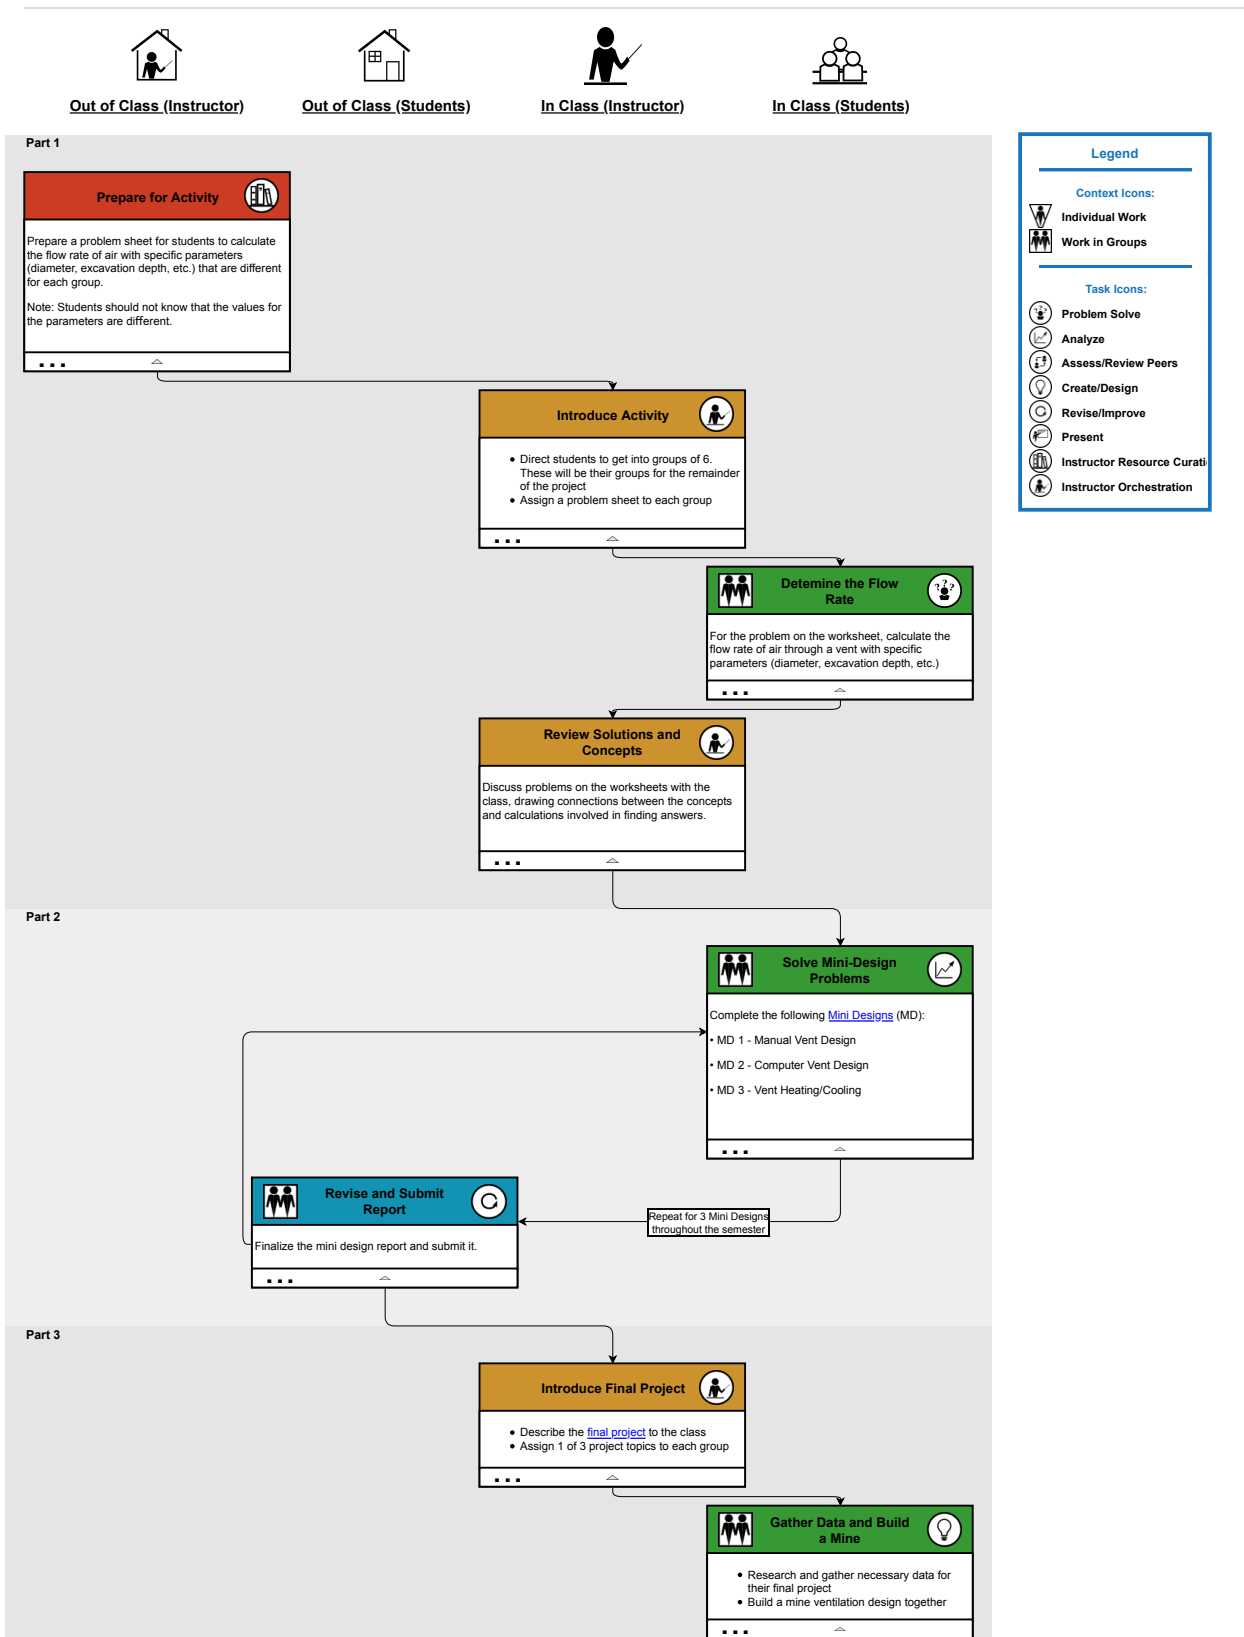 Out of Class (Instructor)
Out of Class (Students)
In Class (Instructor)
In Class (Students)
Part 1
Prepare for Activity
Prepare a problem sheet for students to calculate
the flow rate of air with specific parameters
(diameter, excavation depth, etc.) that are different
for each group.
Note: Students should not know that the values for
the parameters are different.
Introduce Activity
• Direct students to get into groups of 6.
These will be their groups for the remainder
of the project
• Assign a problem sheet to each group
Detemine the Flow
Rate
For the problem on the worksheet, calculate the
flow rate of air through a vent with specific
parameters (diameter, excavation depth, etc.)
Review Solutions and
Concepts
Discuss problems on the worksheets with the
class, drawing connections between the concepts
and calculations involved in finding answers.
Part 2
Solve Mini-Design
Problems
Complete the following Mini Designs (MD):
• MD 1 - Manual Vent Design
• MD 2 - Computer Vent Design
• MD 3 - Vent Heating/Cooling
Repeat for 3 Mini Designs
throughout the semester
Revise and Submit
Report
Finalize the mini design report and submit it.
Part 3
Introduce Final Project
• Describe the final project to the class
• Assign 1 of 3 project topics to each group
Gather Data and Build
a Mine
• Research and gather necessary data for
their final project
• Build a mine ventilation design together
Legend
Context Icons:
Individual Work
Work in Groups
Task Icons:
Problem Solve
Analyze
Assess/Review Peers
Create/Design
Revise/Improve
Present
Instructor Resource Curati
Instructor Orchestration